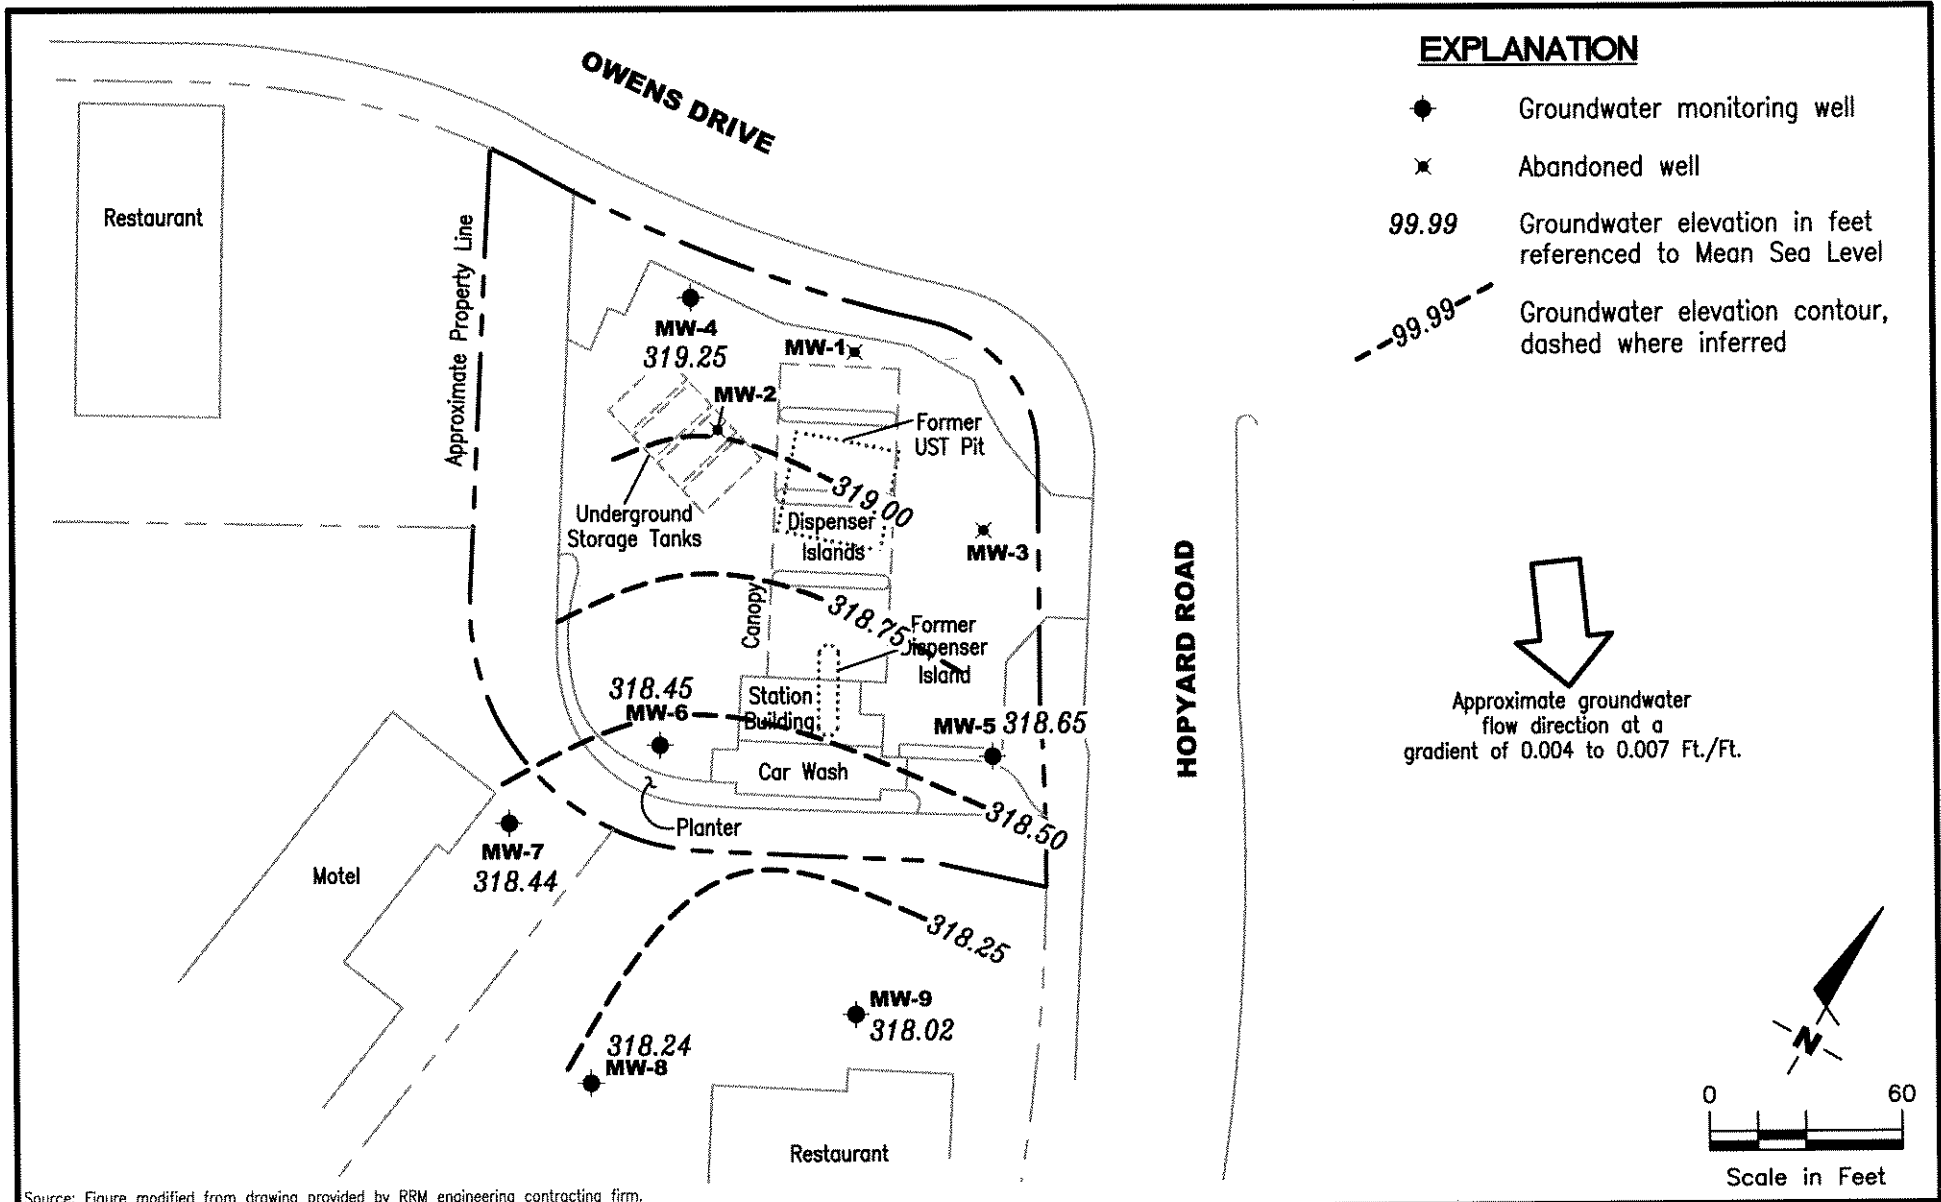 OWENS DRIVE
EXPLANATION
Groundwater monitoring well
Abandoned well
99.99
Groundwater elevation in feet
referenced to Mean Sea Level
99.99
Groundwater elevation contour,
dashed where inferred
Restaurant
Approximate Property Line
MW-4
319.25
MW-1
MW-2
Former
UST Pit
319.00
Underground
Storage Tanks
Dispenser
Islands
MW-3
HOPYARD ROAD
Canopy
318.75
Former
Dispenser
Island
318.45
MW-6
Station
Building
MW-5 318.65
Car Wash
318.50
Planter
MW-7
318.44
Motel
318.25
MW-9
318.02
318.24
MW-8
Restaurant
Approximate groundwater
flow direction at a
gradient of 0.004 to 0.007 Ft./Ft.
N
0 60
Scale in Feet
Source: Figure modified from drawing provided by RRM engineering contracting firm.